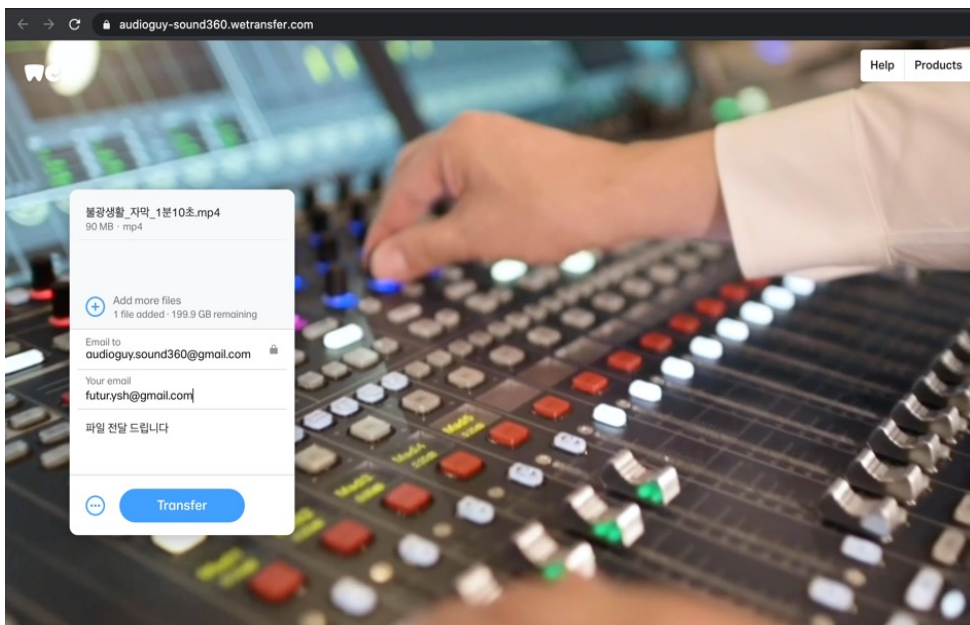 audioguy-sound360.wetransfer.com
we
Help Products
불광생활_자막_1분10초.mp4
90 MB · mp4
Add more files
1 file added · 199.9 GB remaining
Email to
audioguy.sound360@gmail.com
Your email
futur.ysh@gmail.com
파일 전달 드립니다
Transfer